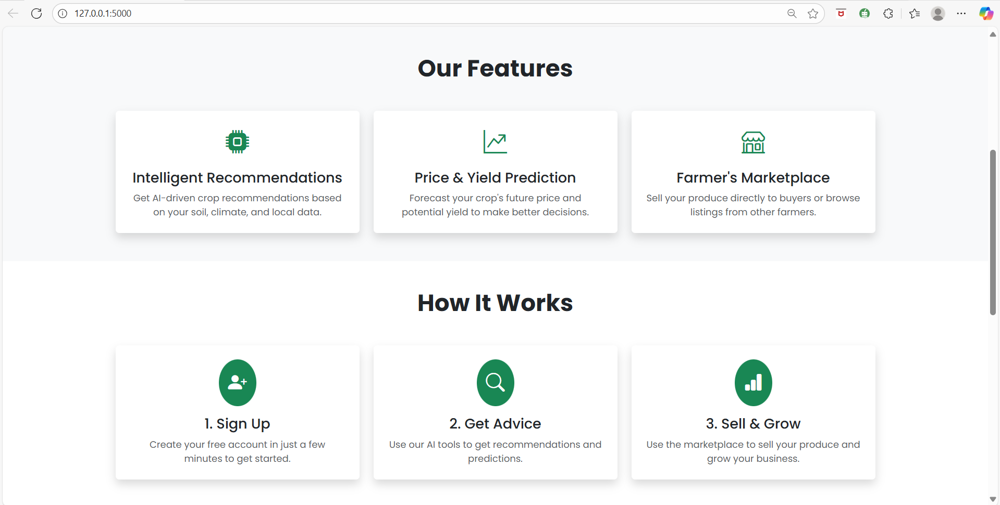 127.0.0.1:5000
Our Features
Intelligent Recommendations
Get AI-driven crop recommendations based
on your soil, climate, and local data.
Price & Yield Prediction
Forecast your crop's future price and
potential yield to make better decisions.
Farmer's Marketplace
Sell your produce directly to buyers or browse
listings from other farmers.
How It Works
1. Sign Up
Create your free account in just a few
minutes to get started.
2. Get Advice
Use our AI tools to get recommendations and
predictions.
3. Sell & Grow
Use the marketplace to sell your produce and
grow your business.